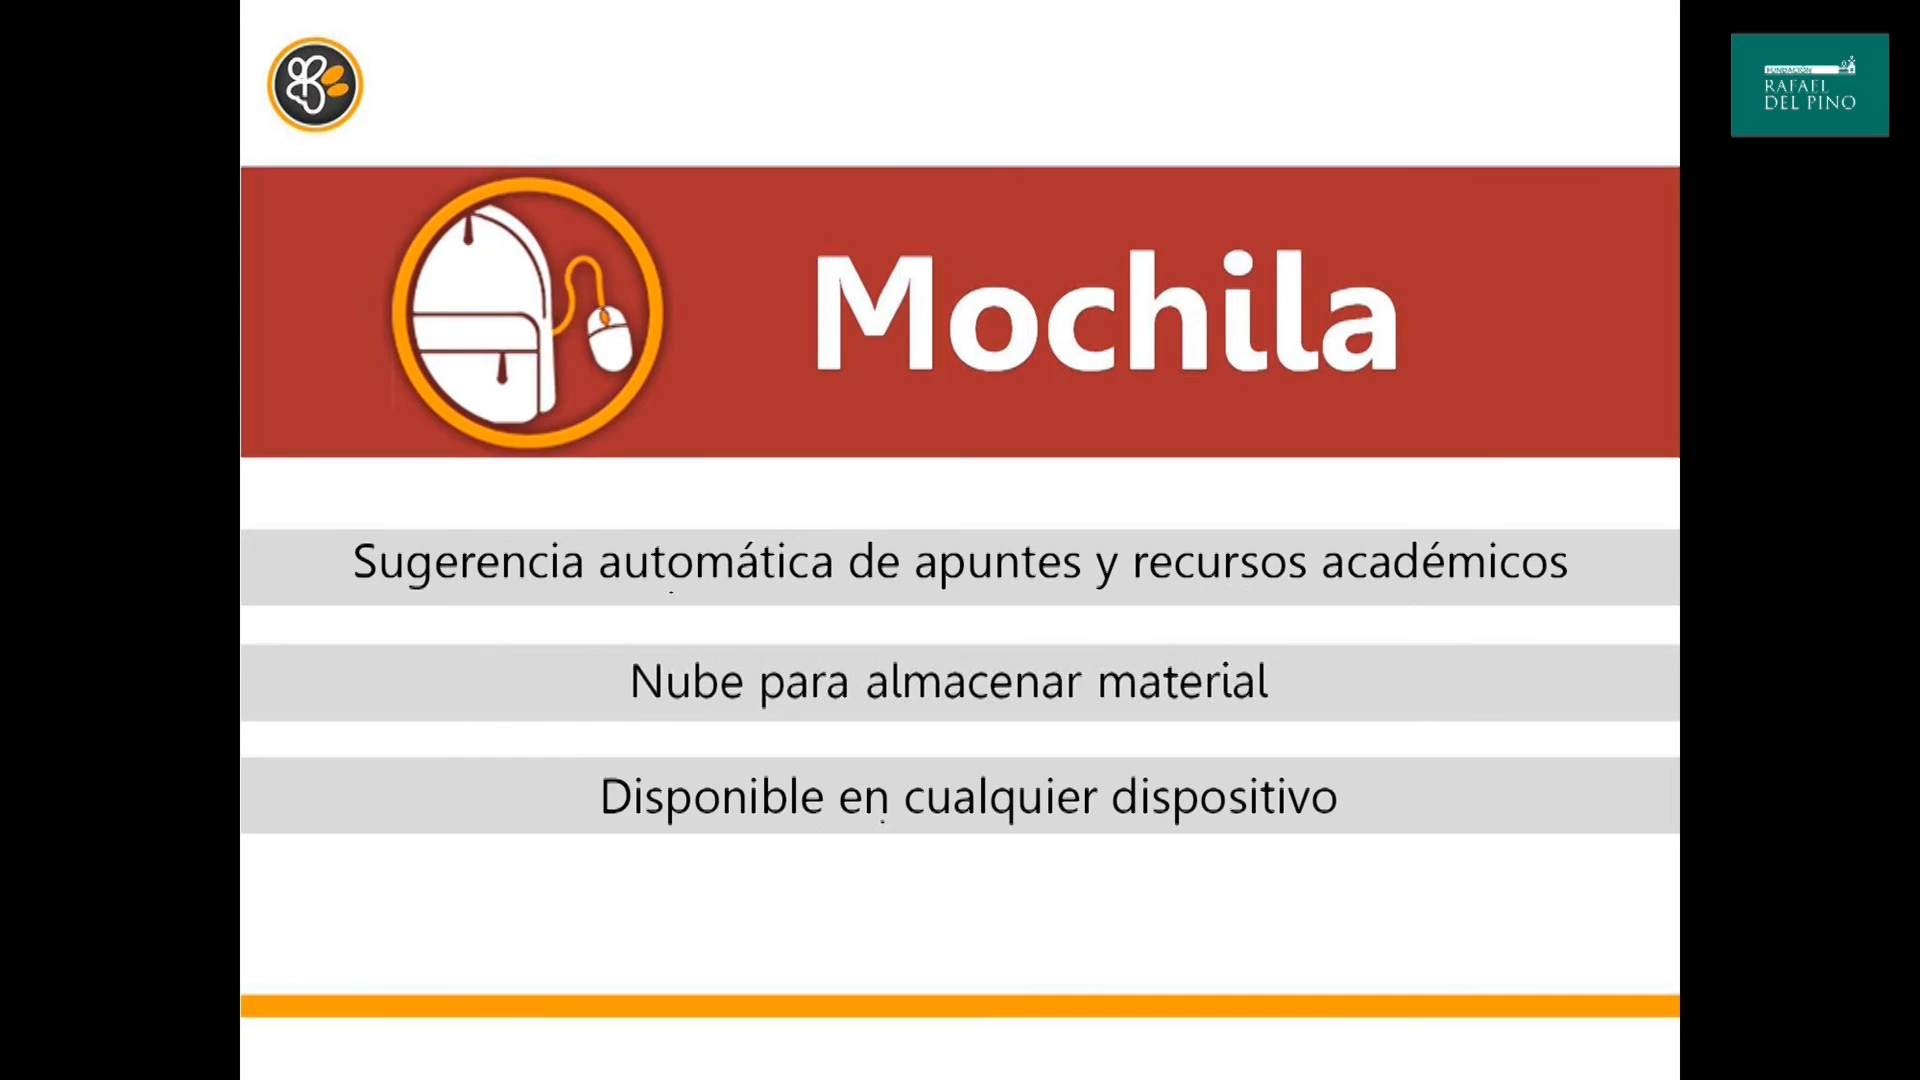 FUNDACIÓN
RAFAEL
DEL PINO
Mochila
Sugerencia automática de apuntes y recursos académicos
Nube para almacenar material
Disponible en cualquier dispositivo